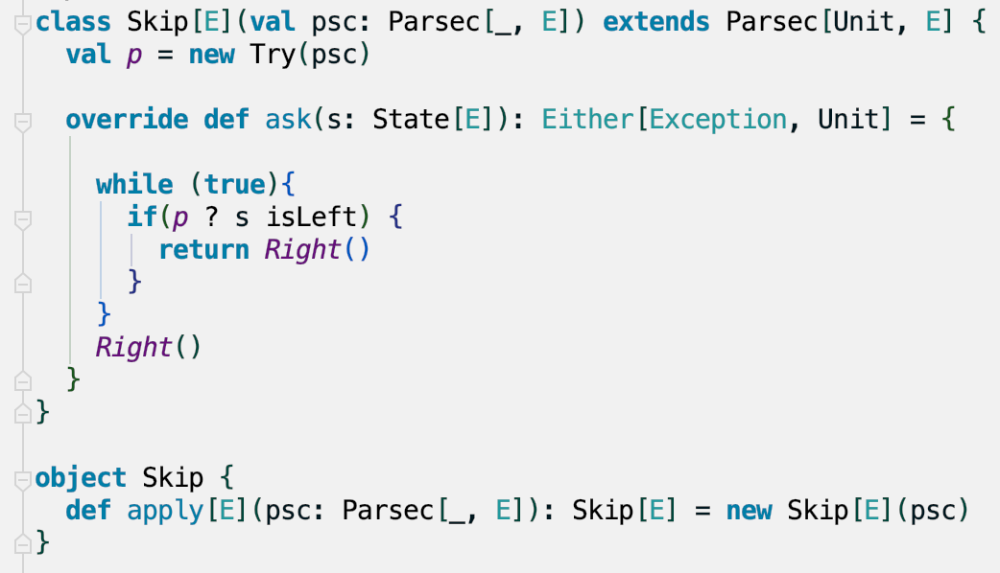 class Skip[E](val psc: Parsec[_, E]) extends Parsec[Unit, E] {
  val p = new Try(psc)
  override def ask(s: State[E]): Either[Exception, Unit] = {
    while (true){
      if(p ? s isLeft) {
        return Right()
      }
    }
    Right()
  }
}
object Skip {
  def apply[E](psc: Parsec[_, E]): Skip[E] = new Skip[E](psc)
}